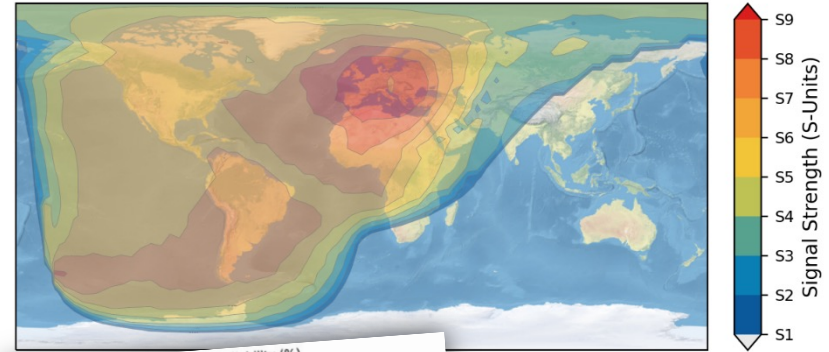 S9
S8
S7
S6
S5
S4
S3
S2
S1
Signal Strength (S-Units)
(%)